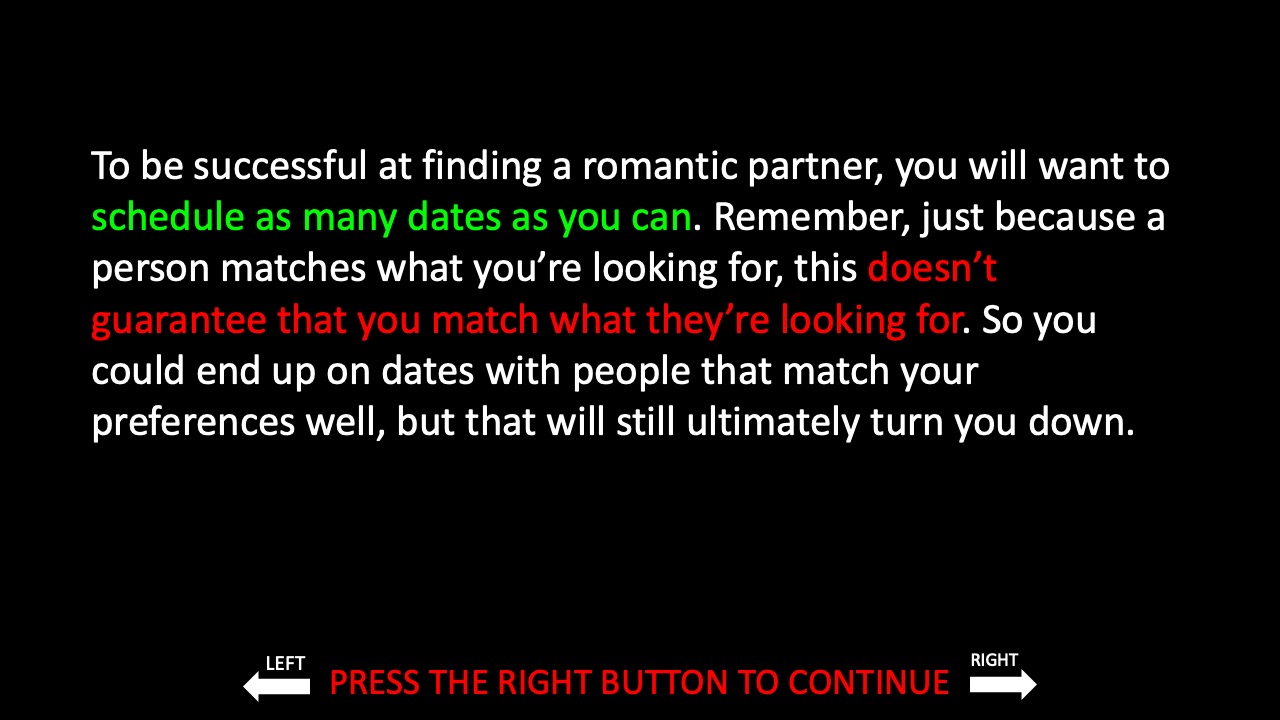 To be successful at finding a romantic partner, you will want to
schedule as many dates as you can. Remember, just because a
person matches what you’re looking for, this doesn’t
guarantee that you match what they’re looking for. So you
could end up on dates with people that match your
preferences well, but that will still ultimately turn you down.
LEFT
PRESS THE RIGHT BUTTON TO CONTINUE
RIGHT